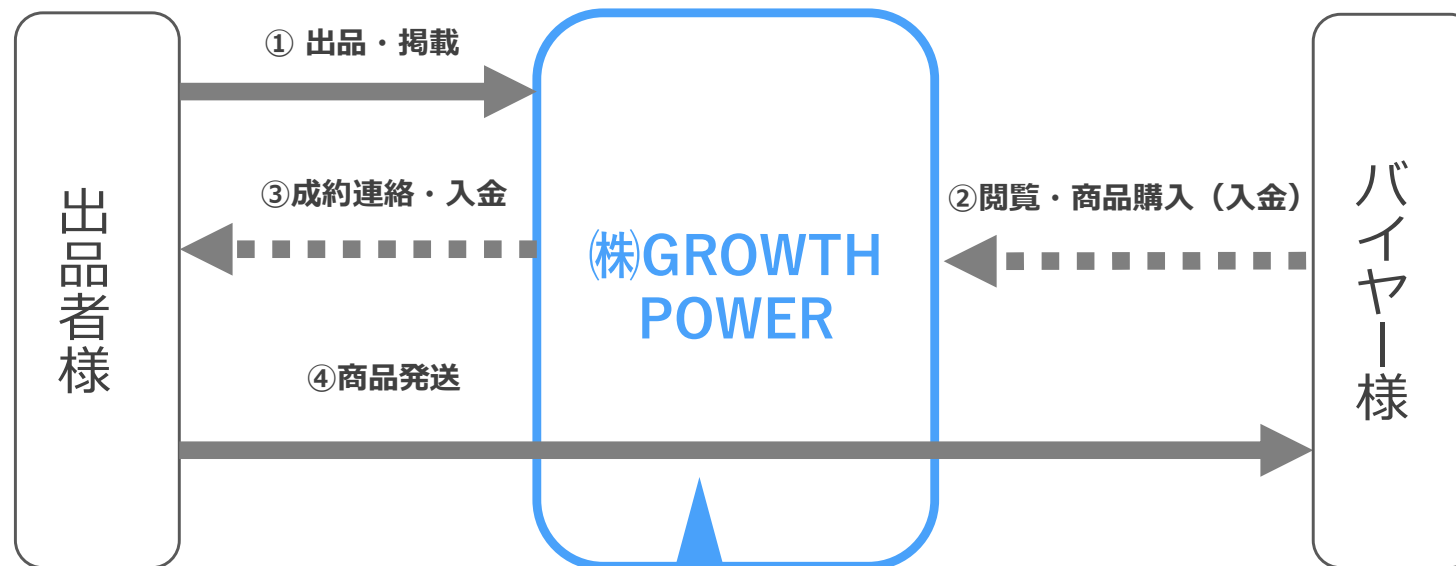 ① 出品・掲載
③成約連絡・入金
②閲覧・商品購入（入金）
出品者様
㈱GROWTH
POWER
バイヤー様
④商品発送